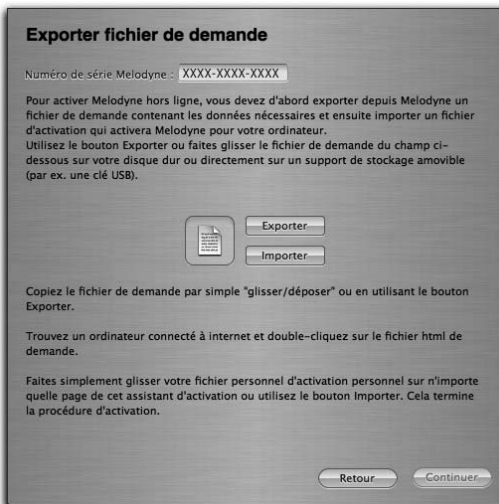 Exporter fichier de demande
Numéro de série Melodyne : XXXX-XXXX-XXXX
Pour activer Melodyne hors ligne, vous devez d'abord exporter depuis Melodyne un
fichier de demande contenant les données nécessaires et ensuite importer un fichier
d'activation qui activera Melodyne pour votre ordinateur.
Utilisez le bouton Exporter ou faites glisser le fichier de demande du champ ci-
dessous sur votre disque dur ou directement sur un support de stockage amovible
(par ex. une clé USB).
Exporter
Importer
Copiez le fichier de demande par simple "glisser/déposer" ou en utilisant le bouton
Exporter.
Trouvez un ordinateur connecté à internet et double-cliquez sur le fichier html de
demande.
Faites simplement glisser votre fichier personnel d'activation personnel sur n'importe
quelle page de cet assistant d'activation ou utilisez le bouton Importer. Cela termine
la procédure d'activation.
Retour
Continuer